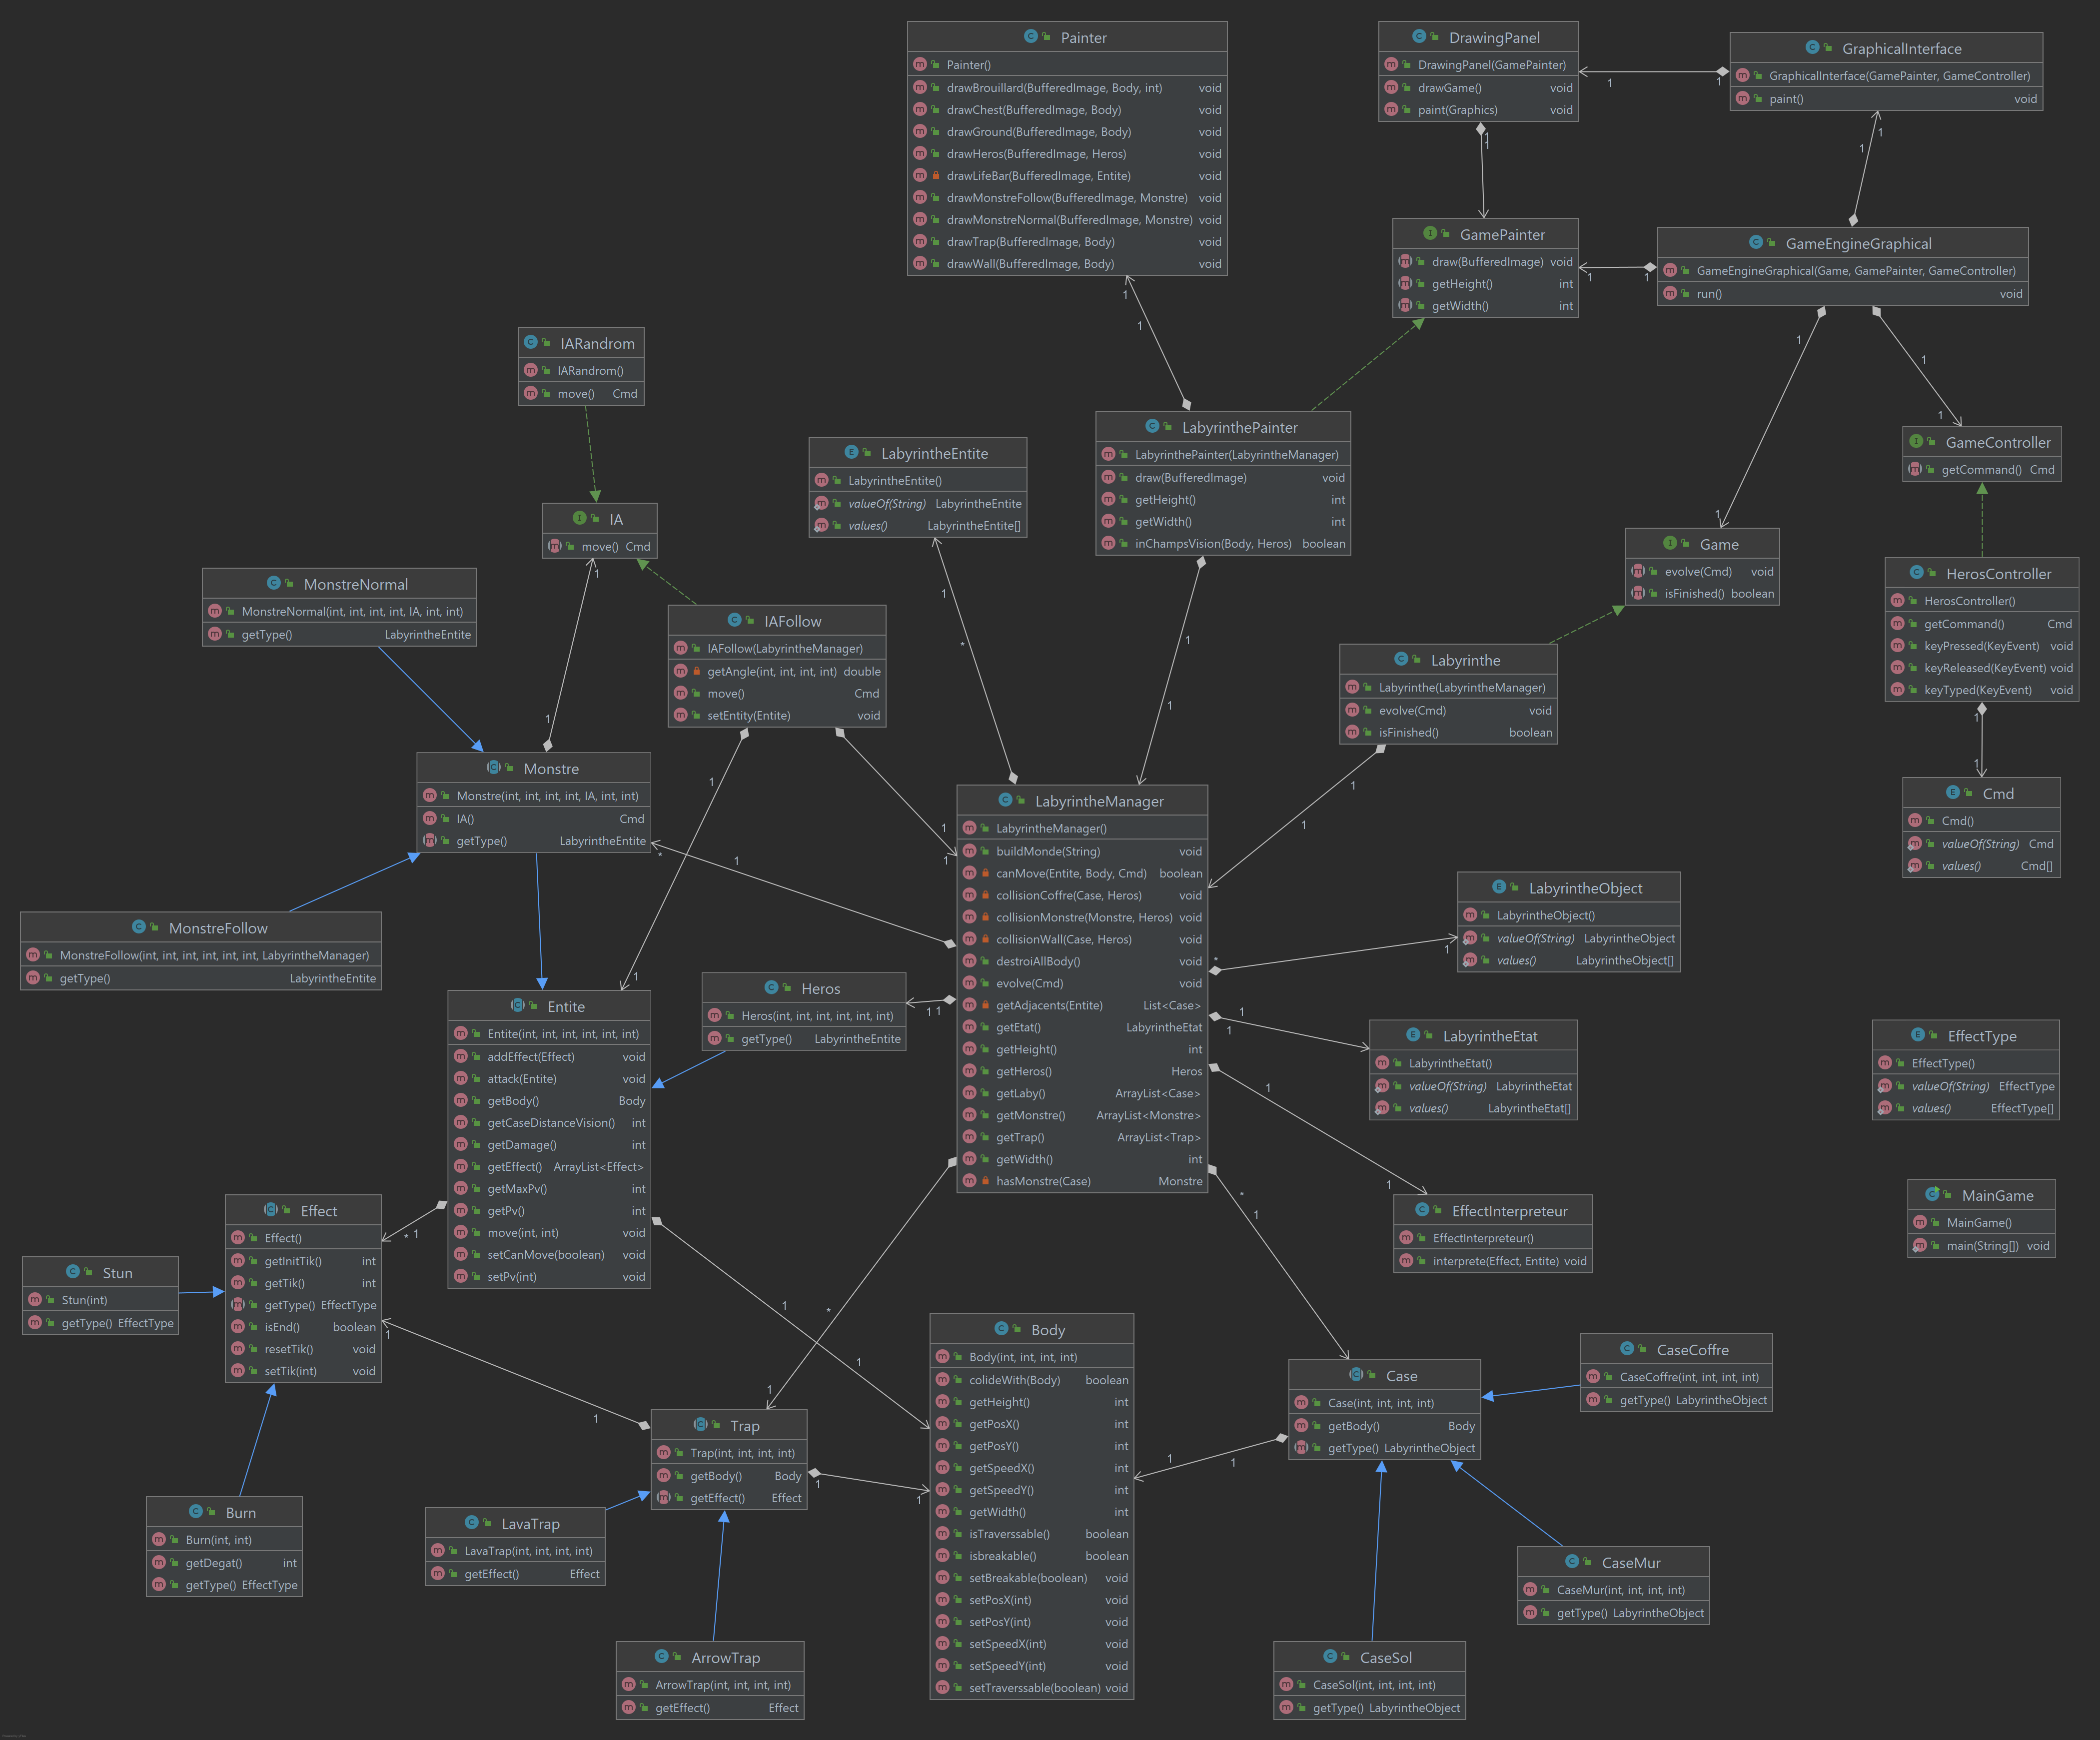 Painter
Painter()
drawBrouillard(BufferedImage, Body, int) void
drawChest(BufferedImage, Body) void
drawGround(BufferedImage, Body) void
drawHeros(BufferedImage, Heros) void
drawLifeBar(BufferedImage, Entite) void
drawMonstreFollow(BufferedImage, Monstre) void
drawMonstreNormal(BufferedImage, Monstre) void
drawTrap(BufferedImage, Body) void
drawWall(BufferedImage, Body) void
DrawingPanel
DrawingPanel(GamePainter)
drawGame() void
paint(Graphics) void
GraphicalInterface
GraphicalInterface(GamePainter, GameController)
paint() void
GamePainter
draw(BufferedImage) void
getHeight() int
getWidth() int
GameEngineGraphical
GameEngineGraphical(Game, GamePainter, GameController)
run() void
IARandrom
IARandrom()
move() Cmd
LabyrintheEntite
LabyrintheEntite()
valueOf(String) LabyrintheEntite
values() LabyrintheEntite[]
LabyrinthePainter
LabyrinthePainter(LabyrintheManager)
draw(BufferedImage) void
getHeight() int
getWidth() int
inChampsVision(Body, Heros) boolean
GameController
getCommand() Cmd
IA
move() Cmd
Game
evolve(Cmd) void
isFinished() boolean
HerosController
HerosController()
getCommand() Cmd
keyPressed(KeyEvent) void
keyReleased(KeyEvent) void
keyTyped(KeyEvent) void
MonstreNormal
MonstreNormal(int, int, int, int, IA, int, int)
getType() LabyrintheEntite
IAFollow
IAFollow(LabyrintheManager)
getAngle(int, int, int, int) double
move() Cmd
setEntity(Entite) void
Labyrinthe
Labyrinthe(LabyrintheManager)
evolve(Cmd) void
isFinished() boolean
Monstre
Monstre(int, int, int, int, IA, int, int)
IA() Cmd
getType() LabyrintheEntite
LabyrintheManager
LabyrintheManager()
buildMonde(String) void
canMove(Entite, Body, Cmd) boolean
collisionCoffre(Case, Heros) void
collisionMonstre(Monstre, Heros) void
collisionWall(Case, Heros) void
destroiAllBody() void
evolve(Cmd) void
getAdjacents(Entite) List<Case>
getEtat() LabyrintheEtat
getHeight() int
getHeros() Heros
getLaby() ArrayList<Case>
getMonstre() ArrayList<Monstre>
getTrap() ArrayList<Trap>
getWidth() int
hasMonstre(Case) Monstre
Cmd
Cmd()
valueOf(String) Cmd
values() Cmd[]
LabyrintheObject
LabyrintheObject()
valueOf(String) LabyrintheObject
values() LabyrintheObject[]
MonstreFollow
MonstreFollow(int, int, int, int, int, int, LabyrintheManager)
getType() LabyrintheEntite
Heros
Heros(int, int, int, int, int, int)
getType() LabyrintheEntite
Entite
Entite(int, int, int, int, int, int)
addEffect(Effect) void
attack(Entite) void
getBody() Body
getCaseDistanceVision() int
getDamage() int
getEffect() ArrayList<Effect>
getMaxPv() int
getPv() int
move(int, int) void
setCanMove(boolean) void
setPv(int) void
LabyrintheEtat
LabyrintheEtat()
valueOf(String) LabyrintheEtat
values() LabyrintheEtat[]
EffectType
EffectType()
valueOf(String) EffectType
values() EffectType[]
MainGame
MainGame()
main(String[]) void
EffectInterpreteur
EffectInterpreteur()
interprete(Effect, Entite) void
Effect
Effect()
getInitTik() int
getTik() int
getType() EffectType
isEnd() boolean
resetTik() void
setTik(int) void
Stun
Stun(int)
getType() EffectType
Body
Body(int, int, int, int)
colideWith(Body) boolean
getHeight() int
getPosX() int
getPosY() int
getSpeedX() int
getSpeedY() int
getWidth() int
isTraverssable() boolean
isbreakable() boolean
setBreakable(boolean) void
setPosX(int) void
setPosY(int) void
setSpeedX(int) void
setSpeedY(int) void
setTraverssable(boolean) void
Case
Case(int, int, int, int)
getBody() Body
getType() LabyrintheObject
CaseCoffre
CaseCoffre(int, int, int, int)
getType() LabyrintheObject
Trap
Trap(int, int, int, int)
getBody() Body
getEffect() Effect
Burn
Burn(int, int)
getDegat() int
getType() EffectType
LavaTrap
LavaTrap(int, int, int, int)
getEffect() Effect
CaseMur
CaseMur(int, int, int, int)
getType() LabyrintheObject
ArrowTrap
ArrowTrap(int, int, int, int)
getEffect() Effect
CaseSol
CaseSol(int, int, int, int)
getType() LabyrintheObject